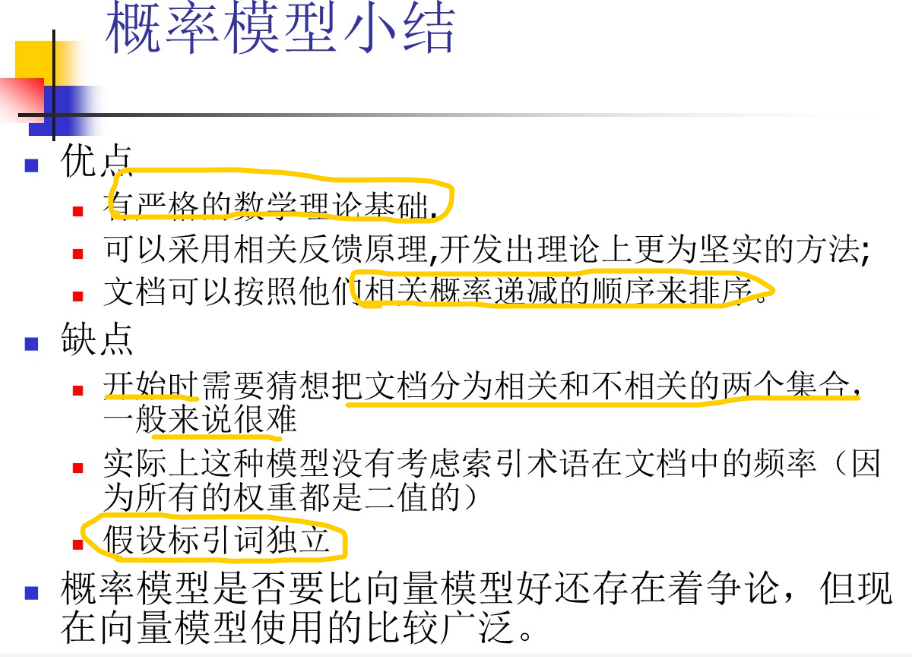 概率模型小结
优点
有严格的数学理论基础,
可以采用相关反馈原理,开发出理论上更为坚实的方法;
文档可以按照他们相关概率递减的顺序来排序。
缺点
开始时需要猜想把文档分为相关和不相关的两个集合，
一般来说很难
实际上这种模型没有考虑索引术语在文档中的频率（因
为所有的权重都是二值的）
假设标引词独立
概率模型是否要比向量模型好还存在着争论，但现
在向量模型使用的比较广泛。